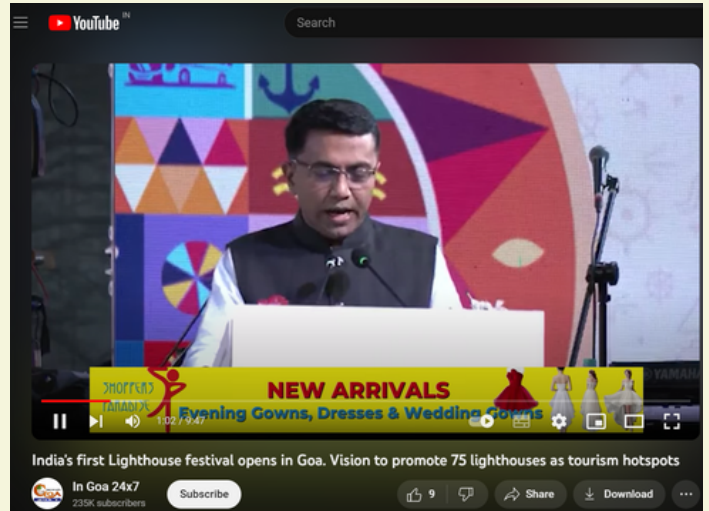 YouTube IN
Search
SHOPPERS
PARADISE
NEW ARRIVALS
Evening Gowns, Dresses & Wedding Gowns
YAMAHA
1:02 / 9:47
India's first Lighthouse festival opens in Goa. Vision to promote 75 lighthouses as tourism hotspots
In Goa 24x7
235K subscribers
Subscribe
9
Share
Download